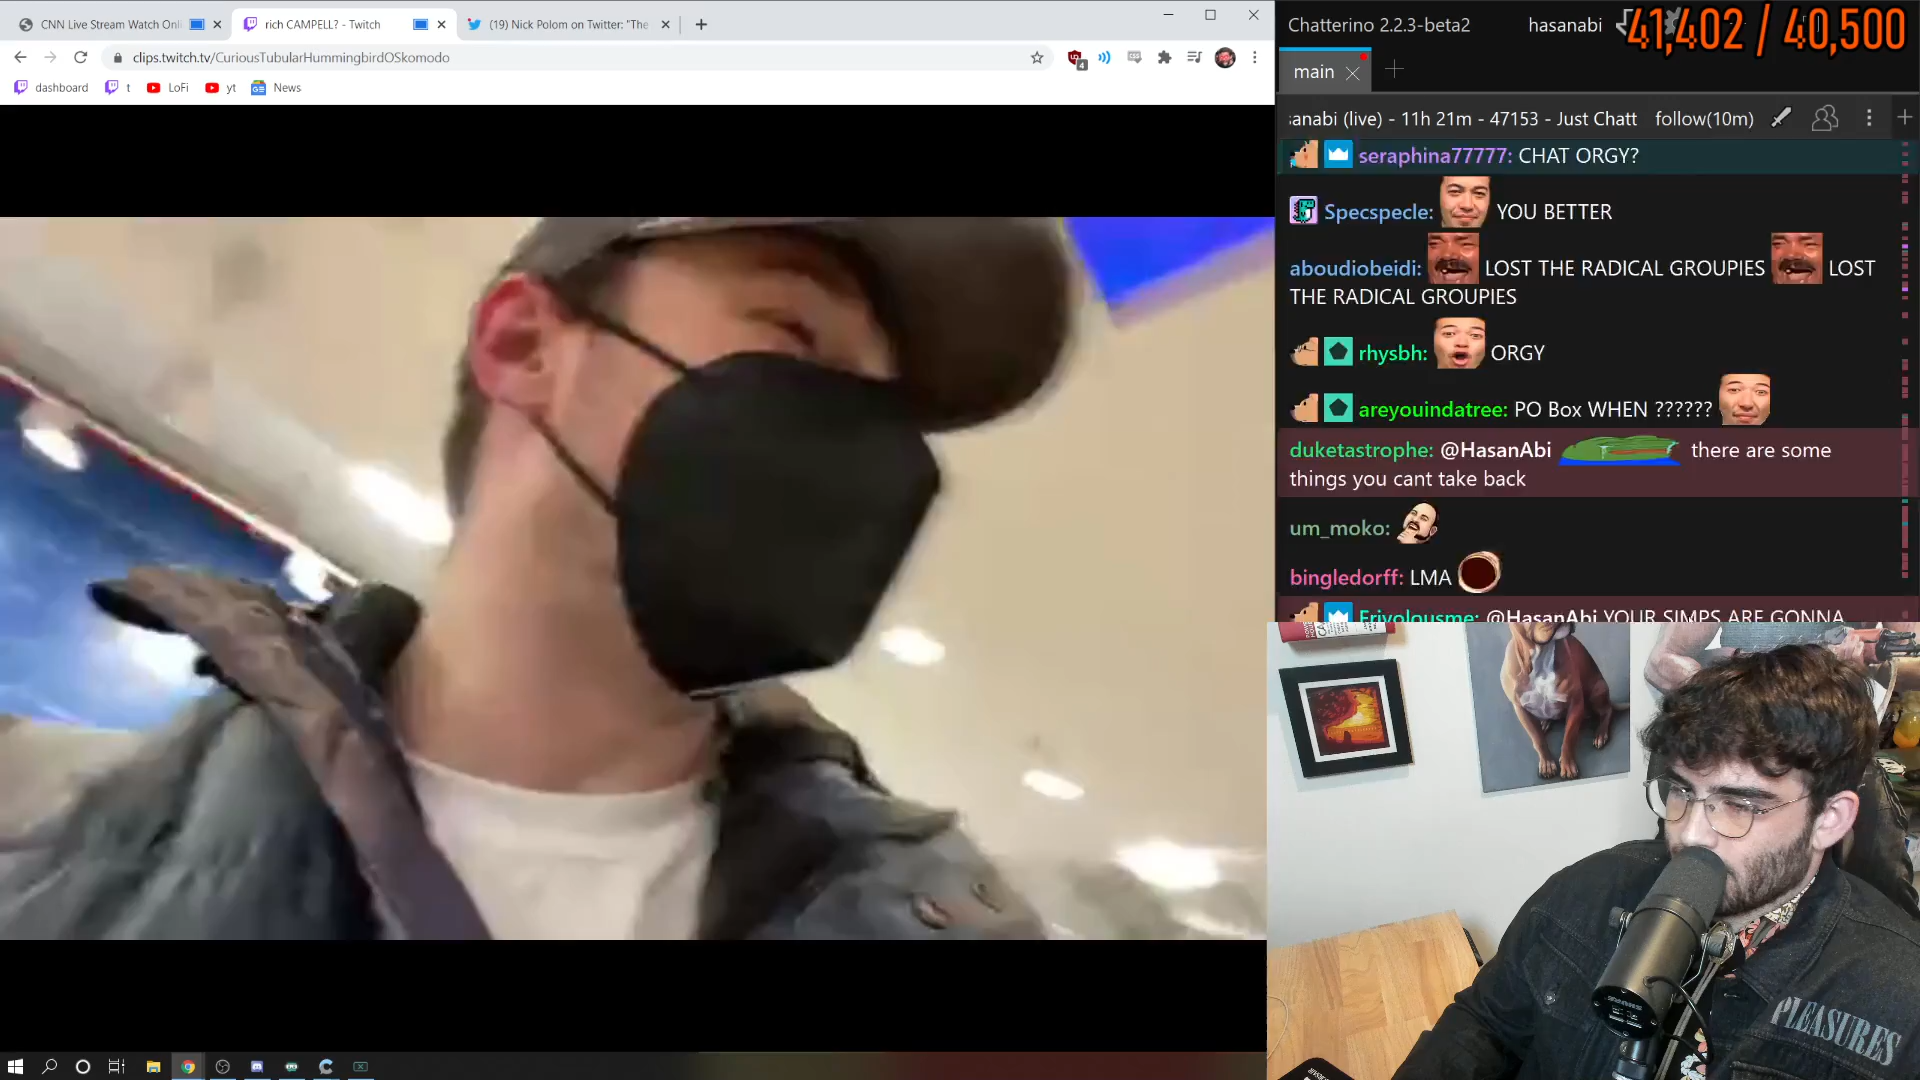 CNN Live Stream Watch Onli
rich CAMPELL? - Twitch
(19) Nick Polom on Twitter: "The
clips.twitch.tv/CuriousTubularHummingbirdOSkomodo
4
dashboard
t
LoFi
yt
News
Chatterino 2.2.3-beta2
hasanabi
41,402 / 40,500
main
anabi (live) - 11h 21m - 47153 - Just Chatt
follow(10m)
seraphina77777: CHAT ORGY?
Specspecle: YOU BETTER
aboudiobeidi: LOST THE RADICAL GROUPIES LOST
THE RADICAL GROUPIES
rhysbh: ORGY
areyouindatree: PO Box WHEN ??????
duketastrophe: @HasanAbi there are some
things you cant take back
um_moko:
bingledorff: LMA
Frivolousme: @HasanAbi YOUR SIMPS ARE GONNA
PLEASURES